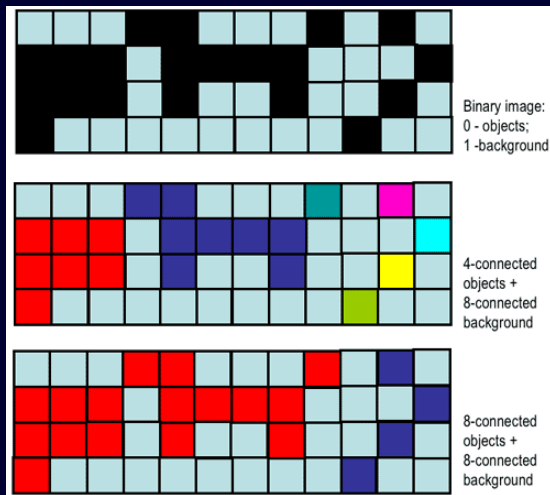 Binary image:
0 - objects;
1 -background
4-connected
objects +
8-connected
background
8-connected
objects +
8-connected
background